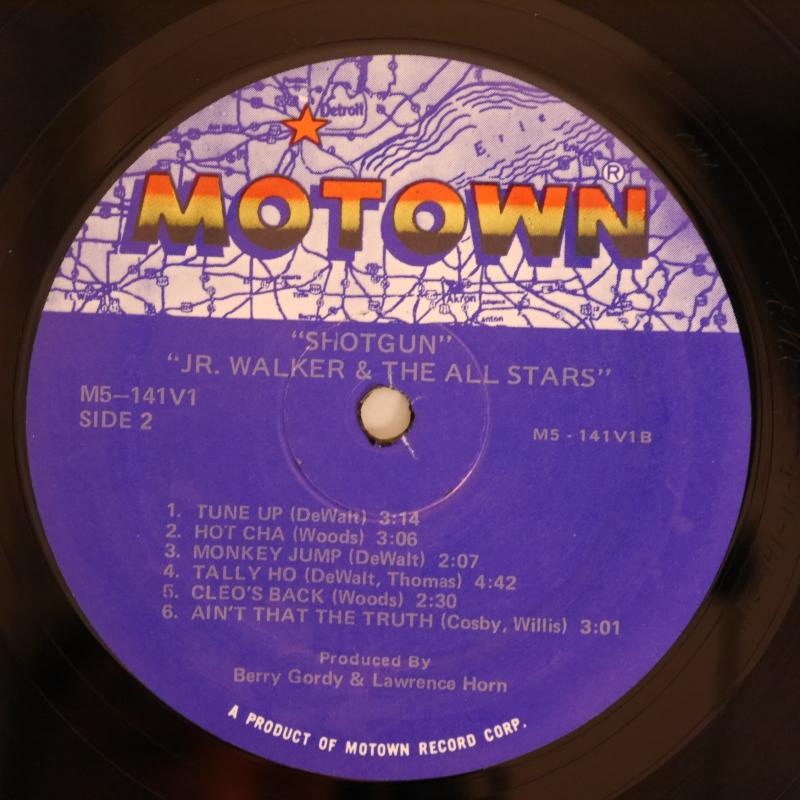 Detroit
Erie
MOTOWN®
Akron
Canton
“SHOTGUN”
“JR. WALKER & THE ALL STARS”
M5–141V1
SIDE 2
M5 - 141V1B
1. TUNE UP (DeWalt) 3:14
2. HOT CHA (Woods) 3:06
3. MONKEY JUMP (DeWalt) 2:07
4. TALLY HO (DeWalt, Thomas) 4:42
5. CLEO'S BACK (Woods) 2:30
6. AIN'T THAT THE TRUTH (Cosby, Willis) 3:01
Produced By
Berry Gordy & Lawrence Horn
A PRODUCT OF MOTOWN RECORD CORP.